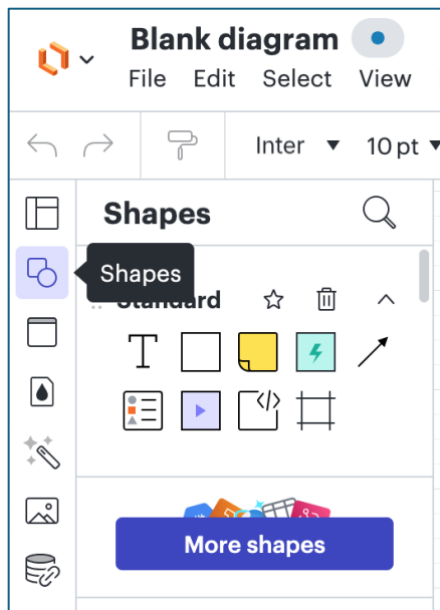 Blank diagram
File Edit Select View
Inter 10 pt
Shapes
Shapes
Standard
T
More shapes